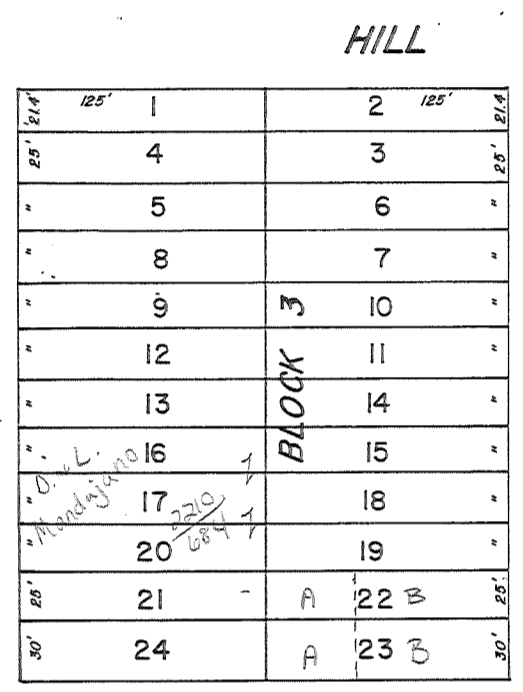 HILL
21.4' 125' 1 2 125' 21.4
25' 4 3 25'
" 5 6 "
" 8 7 "
" 9 10 "
" 12 11 "
" 13 14 "
BLOCK 3
" 16 15 "
" 17 18 "
D. & L.
Mondajano
2210/684
" 20 19 "
25' 21 - A 22 B 25'
30' 24 A 23 B 30'